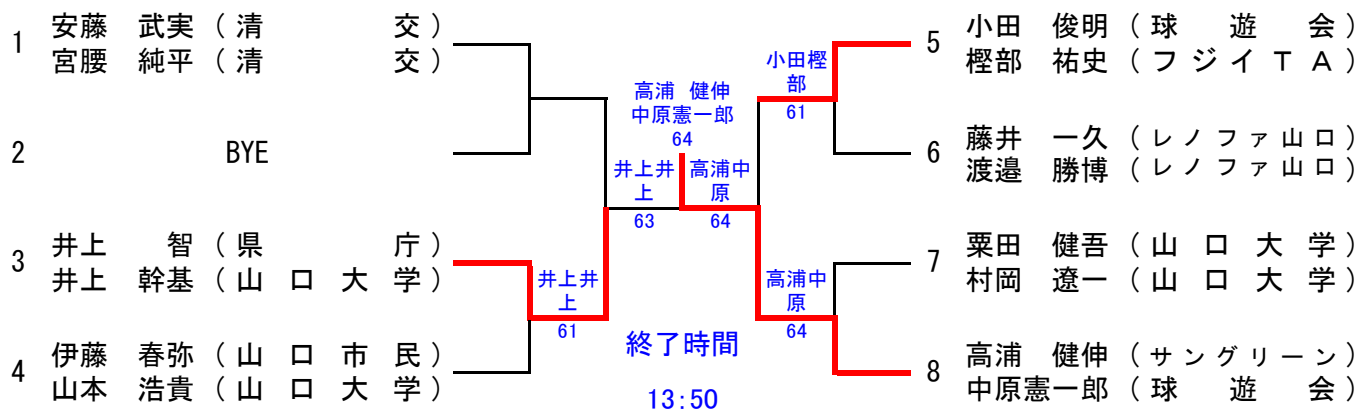 1
安藤 武実（清 交）
宮腰 純平（清 交）
2
BYE
3
井上 智（県 庁）
井上 幹基（山 口 大 学）
4
伊藤 春弥（山 口 市 民）
山本 浩貴（山 口 大 学）
井上井
上
61
井上井
上
63
高浦 健伸
中原憲一郎
64
高浦中
原
64
小田樫
部
61
高浦中
原
64
終了時間
13:50
5
小田 俊明（球 遊 会）
樫部 祐史（フジイＴＡ）
6
藤井 一久（レノファ山口）
渡邉 勝博（レノファ山口）
7
粟田 健吾（山 口 大 学）
村岡 遼一（山 口 大 学）
8
高浦 健伸（サングリーン）
中原憲一郎（球 遊 会）